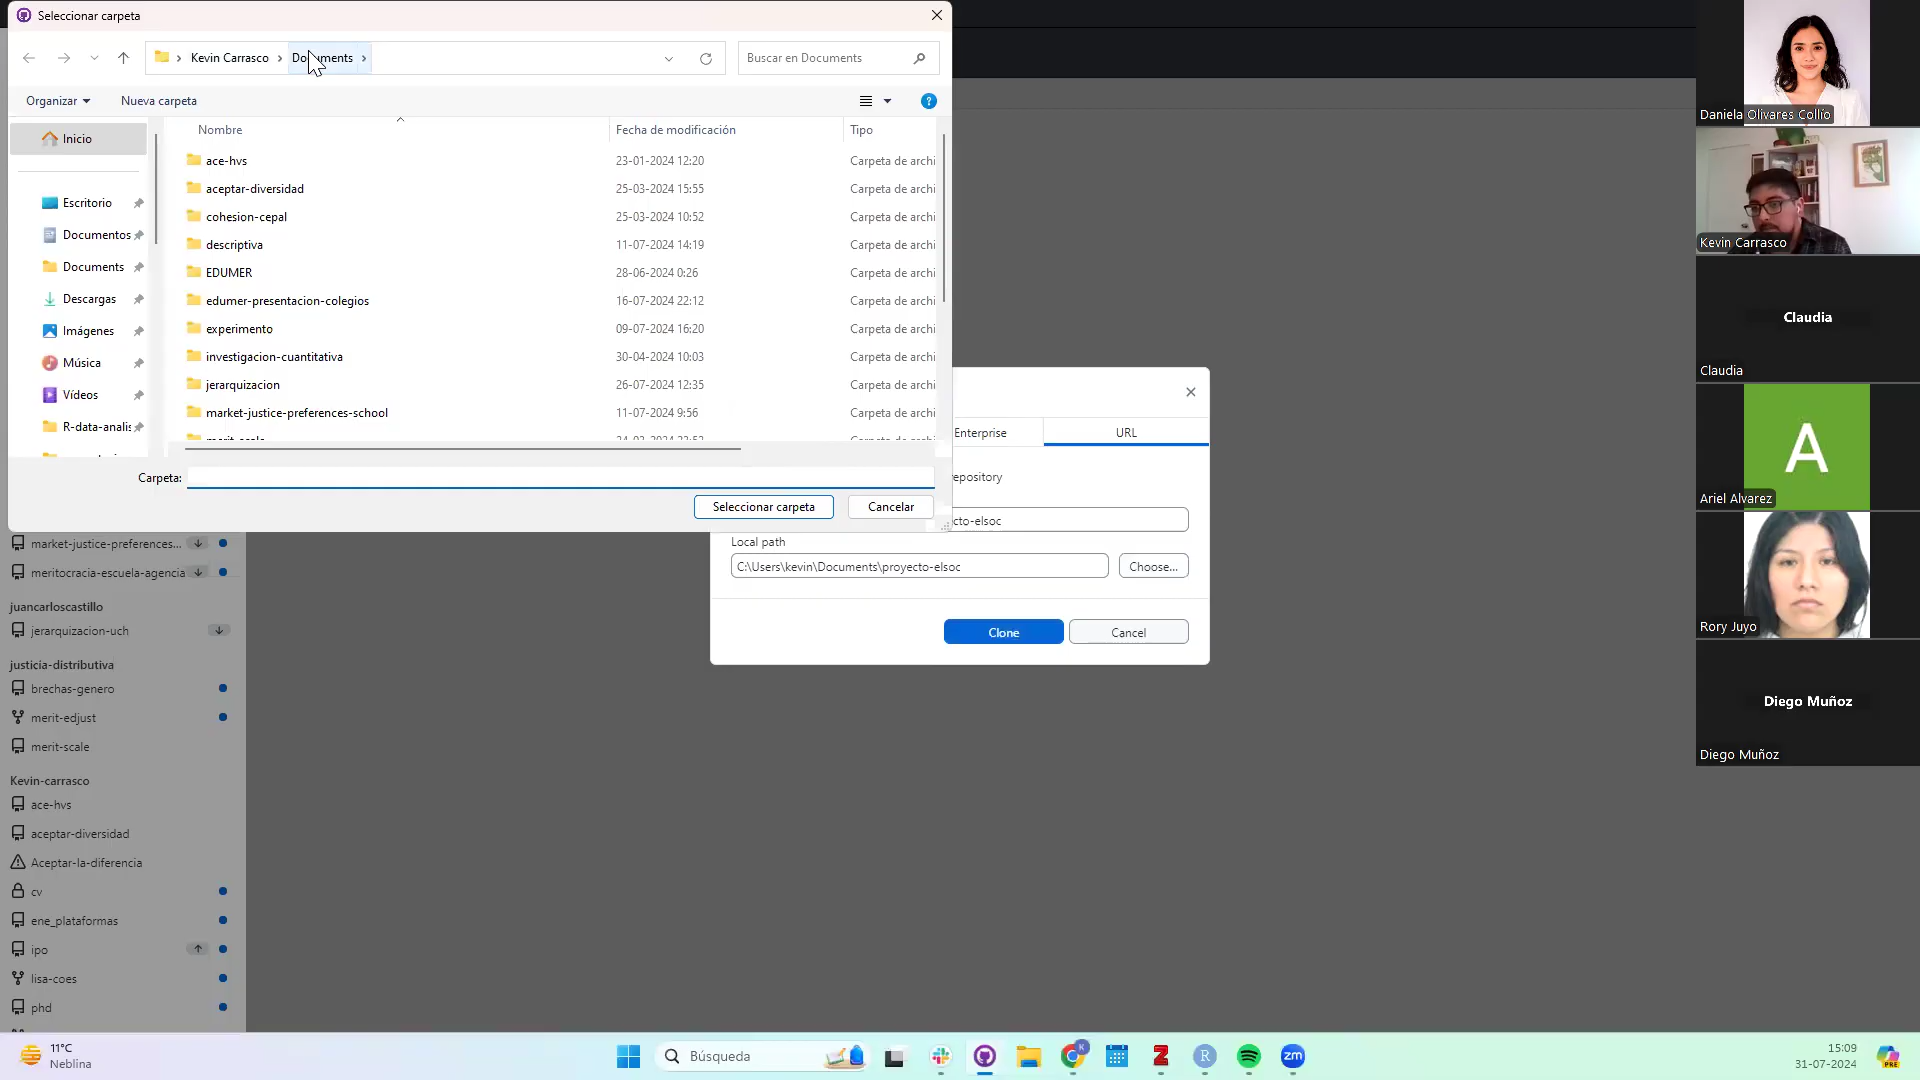 Seleccionar carpeta
Kevin Carrasco
Documents
Buscar en Documents
Organizar
Nueva carpeta
Nombre
Fecha de modificación
Tipo
Inicio
Escritorio
Documentos
Documents
Descargas
Imágenes
Música
Vídeos
R-data-analis
ace-hvs 23-01-2024 12:20 Carpeta de archi
aceptar-diversidad 25-03-2024 15:55 Carpeta de archi
cohesion-cepal 25-03-2024 10:52 Carpeta de archi
descriptiva 11-07-2024 14:19 Carpeta de archi
EDUMER 28-06-2024 0:26 Carpeta de archi
edumer-presentacion-colegios 16-07-2024 22:12 Carpeta de archi
experimento 09-07-2024 16:20 Carpeta de archi
investigacion-cuantitativa 30-04-2024 10:03 Carpeta de archi
jerarquizacion 26-07-2024 12:35 Carpeta de archi
market-justice-preferences-school 11-07-2024 9:56 Carpeta de archi
Carpeta:
Seleccionar carpeta
Cancelar
Enterprise
URL
repository
cto-elsoc
Local path
C:\Users\kevin\Documents\proyecto-elsoc
Choose...
Clone
Cancel
market-justice-preferences...
meritocracia-escuela-agencia
juancarloscastillo
jerarquizacion-uch
justicia-distributiva
brechas-genero
merit-edjust
merit-scale
Kevin-carrasco
ace-hvs
aceptar-diversidad
Aceptar-la-diferencia
cv
ene_plataformas
ipo
lisa-coes
phd
Daniela Olivares Collío
Kevin Carrasco
Claudia
Claudia
A
Ariel Alvarez
Rory Juyo
Diego Muñoz
Diego Muñoz
11°C
Neblina
Búsqueda
K
Z
R
zm
15:09
31-07-2024
PRE